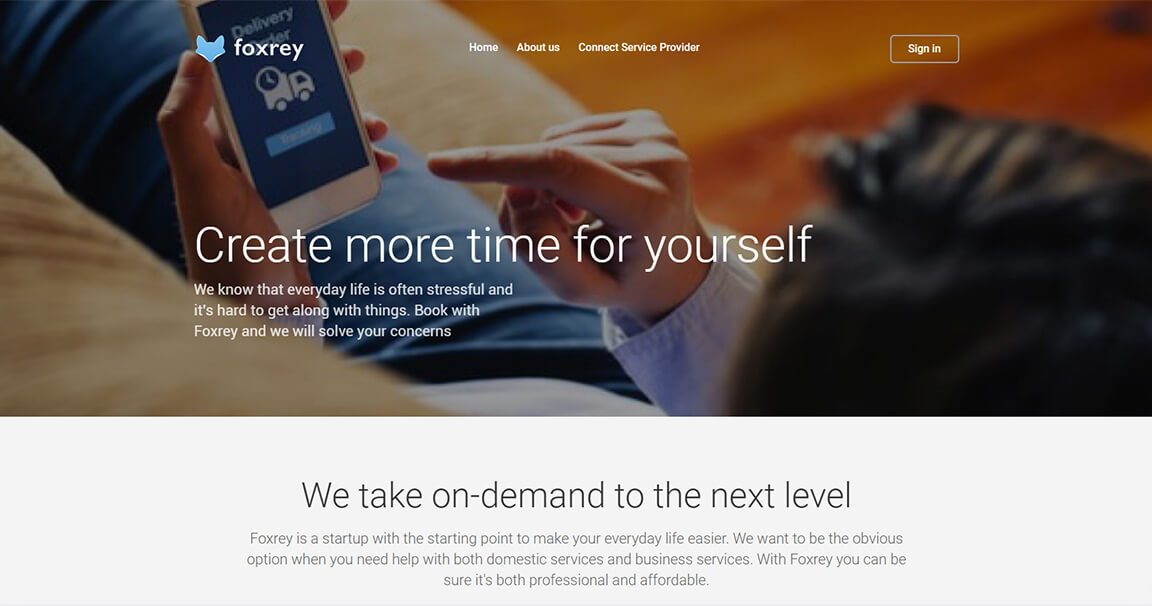 Delivery
Order
foxrey
Home
About us
Connect Service Provider
Sign in
Tracking
Create more time for yourself
We know that everyday life is often stressful and
it's hard to get along with things. Book with
Foxrey and we will solve your concerns
We take on-demand to the next level
Foxrey is a startup with the starting point to make your everyday life easier. We want to be the obvious
option when you need help with both domestic services and business services. With Foxrey you can be
sure it's both professional and affordable.